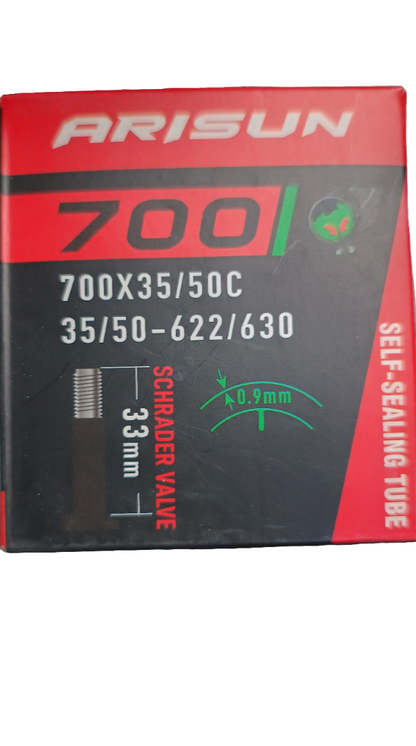 ARISUN
700
700X35/50C
35/50-622/630
SELF-SEALING TUBE
SCHRADER VALVE
33mm
0.9mm